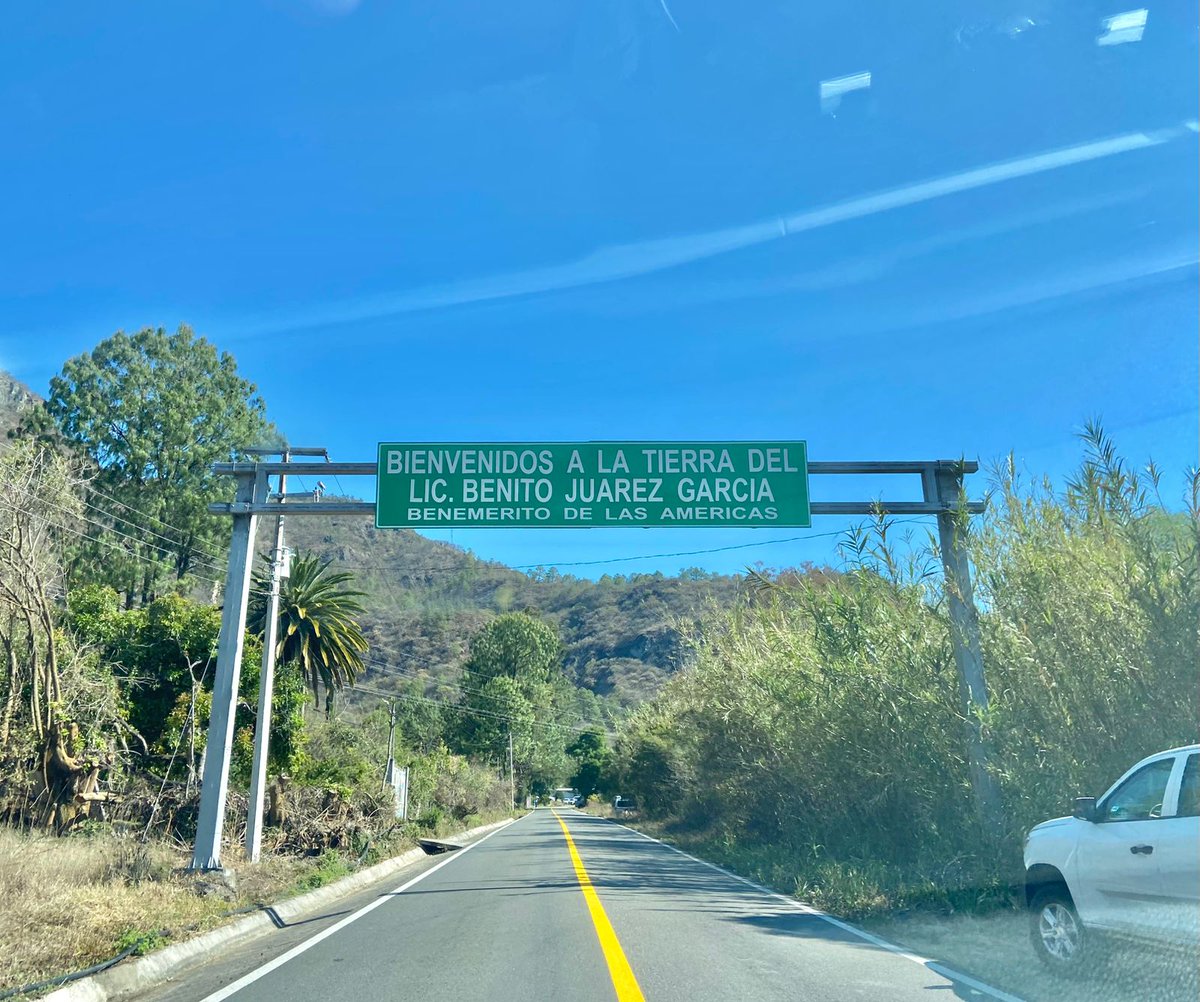 BIENVENIDOS A LA TIERRA DEL
LIC. BENITO JUAREZ GARCIA
BENEMERITO DE LAS AMERICAS